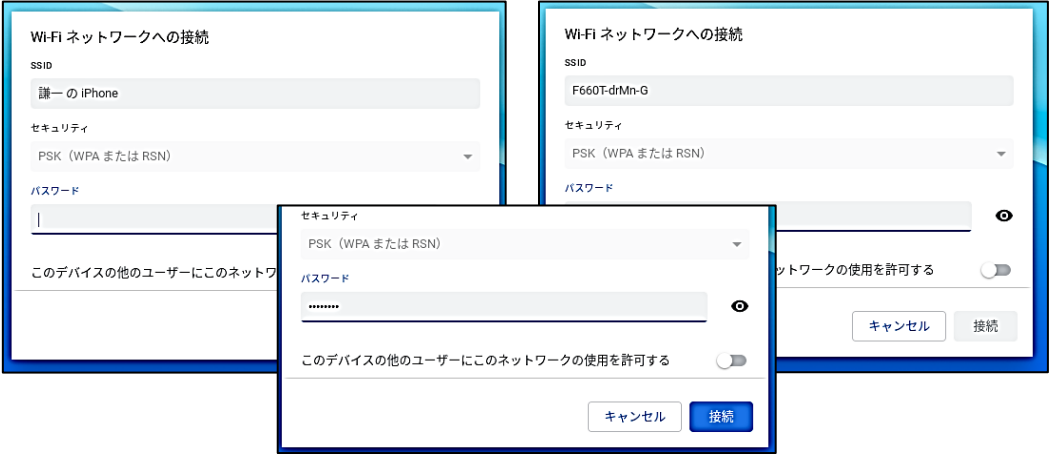 Wi-Fi ネットワークへの接続
SSID
謙一 の iPhone
セキュリティ
PSK（WPA または RSN）
パスワード
このデバイスの他のユーザーにこのネットワ
Wi-Fi ネットワークへの接続
SSID
F660T-drMn-G
セキュリティ
PSK（WPA または RSN）
パスワード
ットワークの使用を許可する
キャンセル
接続
セキュリティ
PSK（WPA または RSN）
パスワード
••••••••
このデバイスの他のユーザーにこのネットワークの使用を許可する
キャンセル
接続